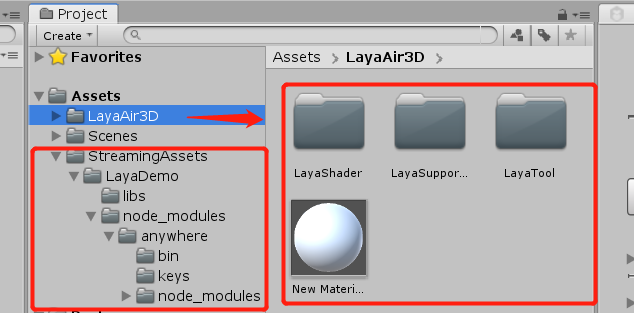 Project
Create
Favorites
Assets
LayaAir3D
Scenes
StreamingAssets
LayaDemo
libs
node_modules
anywhere
bin
keys
node_modules
Assets
LayaAir3D
LayaShader
LayaSuppor...
LayaTool
New Materi...